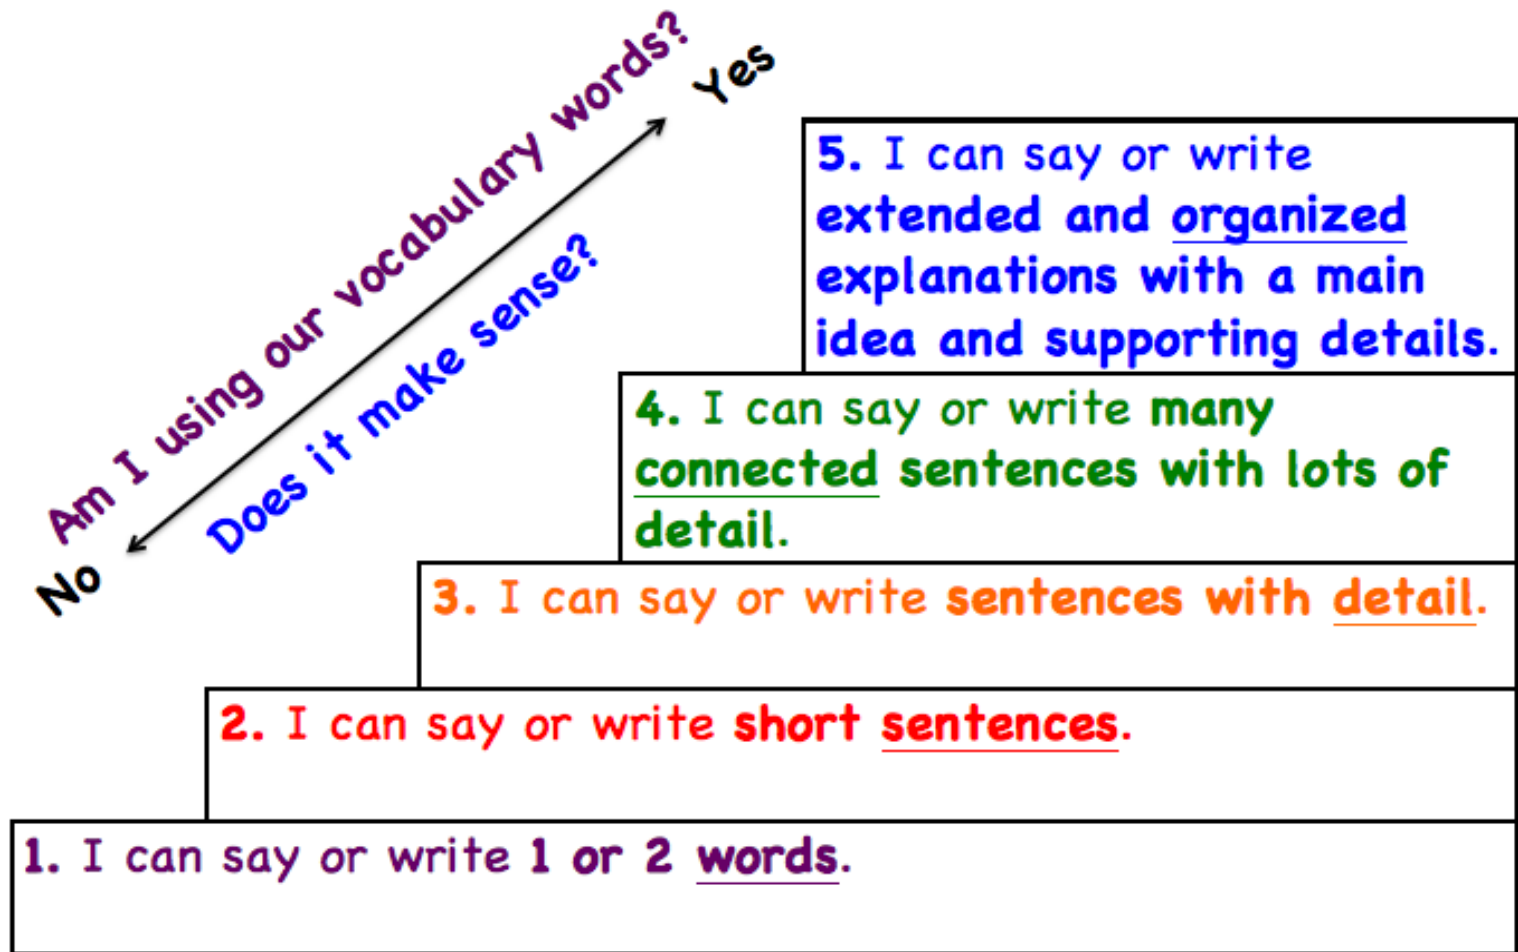 Am I using our vocabulary words?
Yes
Does it make sense?
No
5. I can say or write
extended and organized
explanations with a main
idea and supporting details.
4. I can say or write many
connected sentences with lots of
detail.
3. I can say or write sentences with detail.
2. I can say or write short sentences.
1. I can say or write 1 or 2 words.